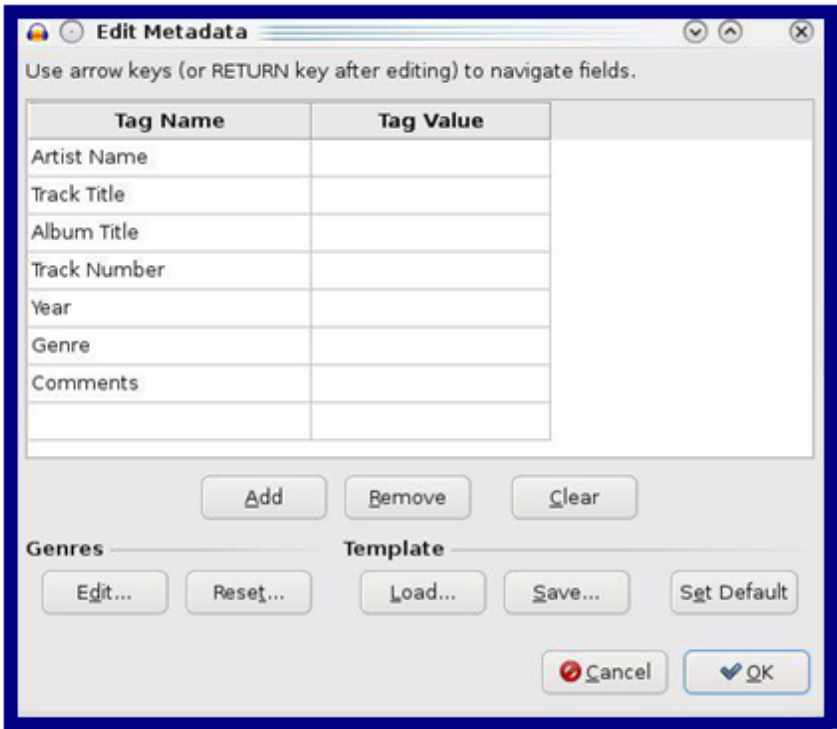 Edit Metadata
Use arrow keys (or RETURN key after editing) to navigate fields.
Tag Name Tag Value
Artist Name
Track Title
Album Title
Track Number
Year
Genre
Comments
Add Remove Clear
Genres Template
Edit... Reset... Load... Save... Set Default
Cancel OK